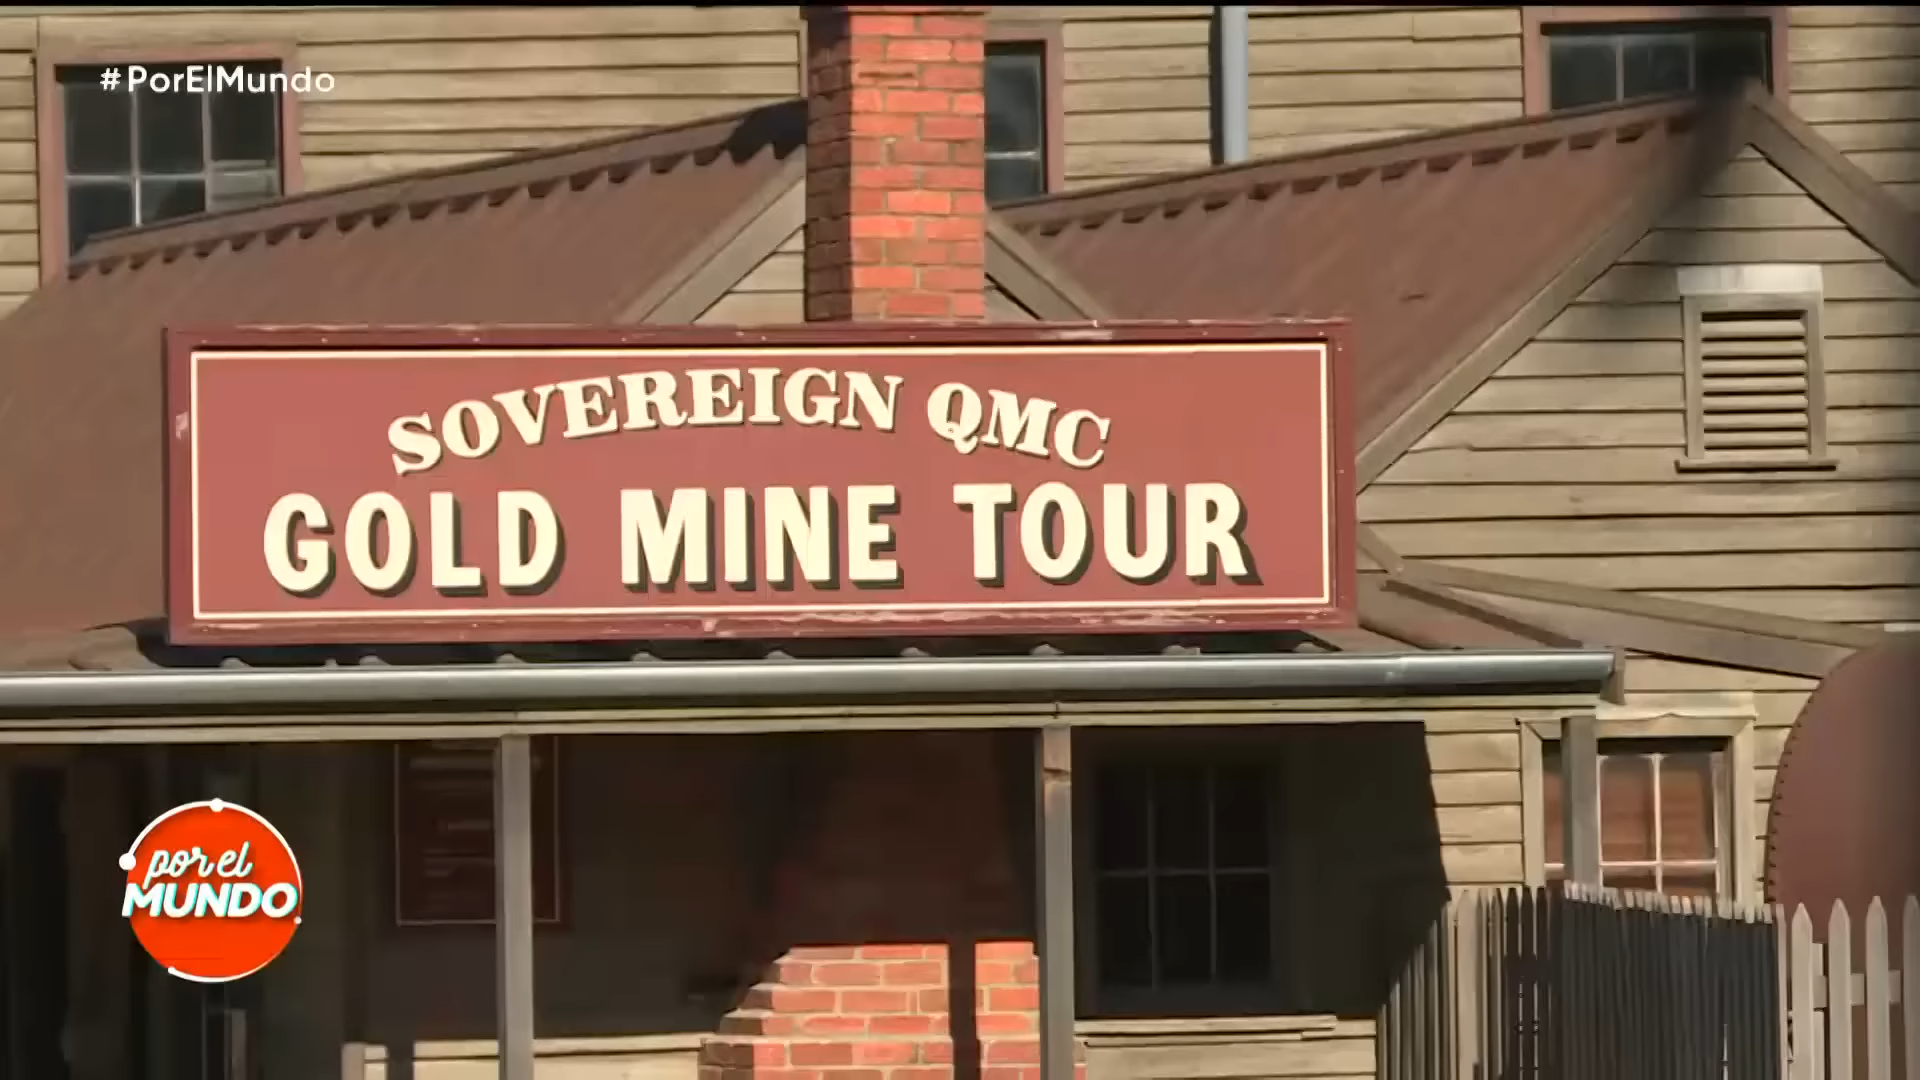 #PorElMundo
SOVEREIGN QMC
GOLD MINE TOUR
por el
MUNDO